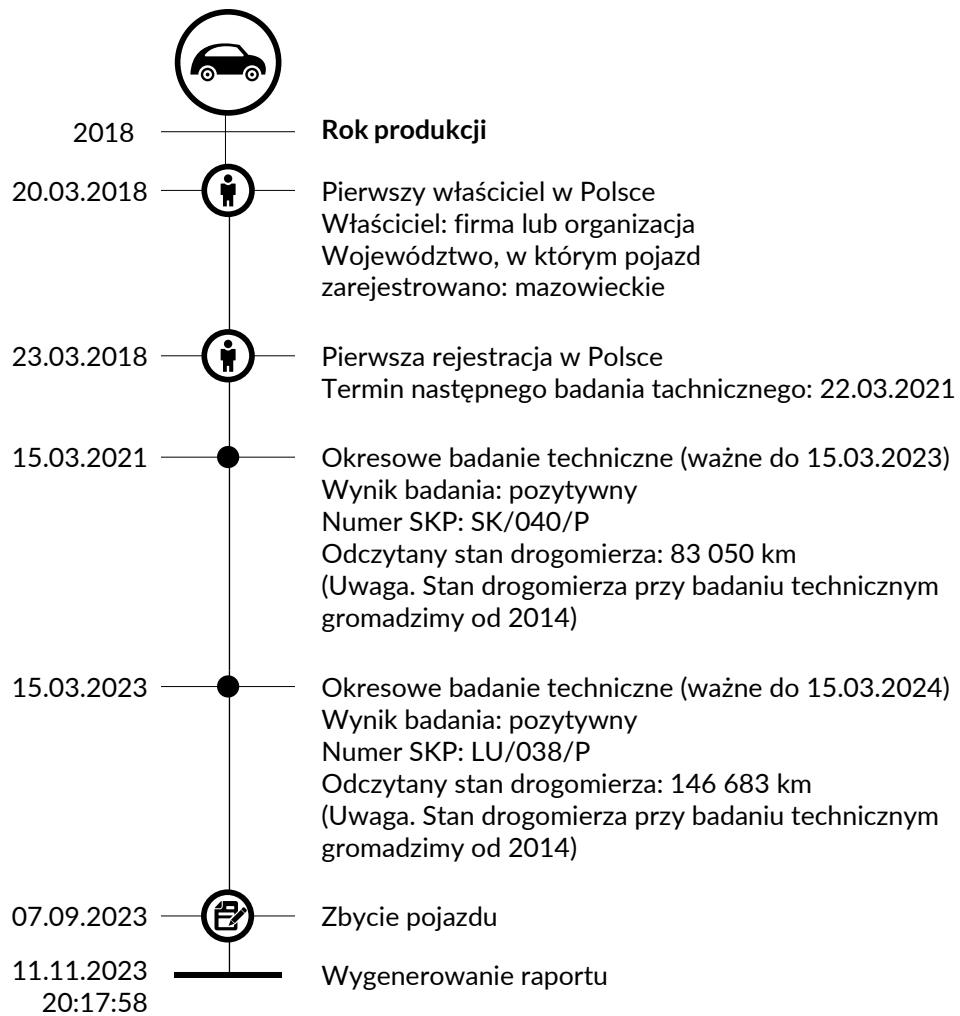 2018
Rok produkcji
20.03.2018
Pierwszy właściciel w Polsce
Właściciel: firma lub organizacja
Województwo, w którym pojazd
zarejestrowano: mazowieckie
23.03.2018
Pierwsza rejestracja w Polsce
Termin następnego badania tachnicznego: 22.03.2021
15.03.2021
Okresowe badanie techniczne (ważne do 15.03.2023)
Wynik badania: pozytywny
Numer SKP: SK/040/P
Odczytany stan drogomierza: 83 050 km
(Uwaga. Stan drogomierza przy badaniu technicznym
gromadzimy od 2014)
15.03.2023
Okresowe badanie techniczne (ważne do 15.03.2024)
Wynik badania: pozytywny
Numer SKP: LU/038/P
Odczytany stan drogomierza: 146 683 km
(Uwaga. Stan drogomierza przy badaniu technicznym
gromadzimy od 2014)
07.09.2023
Zbycie pojazdu
11.11.2023
20:17:58
Wygenerowanie raportu